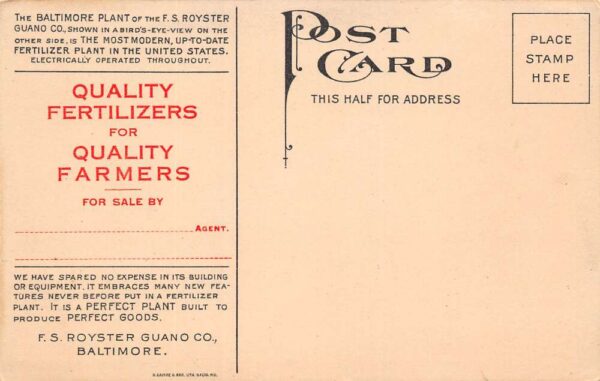 THE BALTIMORE PLANT OF THE F. S. ROYSTER
GUANO CO., SHOWN IN A BIRD'S-EYE-VIEW ON THE
OTHER SIDE, IS THE MOST MODERN, UP-TO-DATE
FERTILIZER PLANT IN THE UNITED STATES.
ELECTRICALLY OPERATED THROUGHOUT.
QUALITY
FERTILIZERS
FOR
QUALITY
FARMERS
FOR SALE BY
AGENT.
WE HAVE SPARED NO EXPENSE IN ITS BUILDING
OR EQUIPMENT. IT EMBRACES MANY NEW FEA-
TURES NEVER BEFORE PUT IN A FERTILIZER
PLANT. IT IS A PERFECT PLANT BUILT TO
PRODUCE PERFECT GOODS.
F. S. ROYSTER GUANO CO.,
BALTIMORE.
POST
CARD
THIS HALF FOR ADDRESS
PLACE
STAMP
HERE